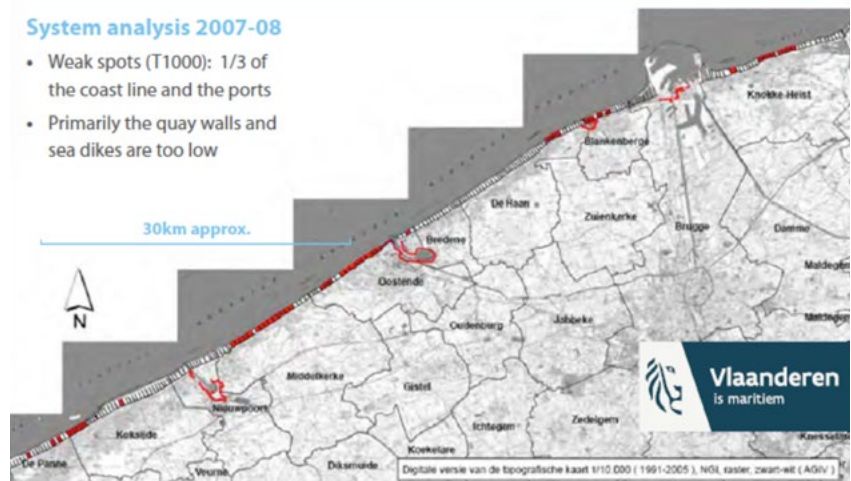 System analysis 2007-08
• Weak spots (T1000): 1/3 of
the coast line and the ports
• Primarily the quay walls and
sea dikes are too low
30km approx.
N
Knokke-Heist
Blankenberge
De Haan
Zuienkerke
Brugge
Damme
Bredene
Maldegem
Oostende
Oudenburg
Jabbeke
Maldegem
Middelkerke
Gistel
Nieuwpoort
Ichtegem
Zedelgem
Koksijde
Koekelare
De Panne
Veurne
Diksmuide
Vlaanderen
is maritiem
Digitale versie van de topografische kaart 1/10.000 ( 1991-2005 ), NGI, raster, zwart-wit ( AGIV )